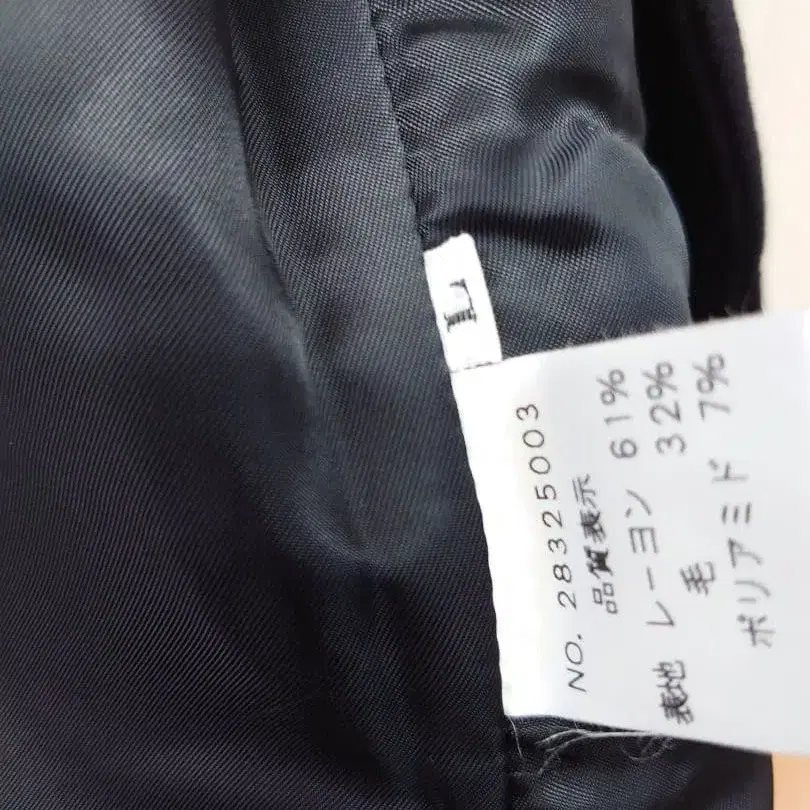 L
NO. 28325003
品質表示
表地 レーヨン 61%
毛 32%
ポリアミド 7%